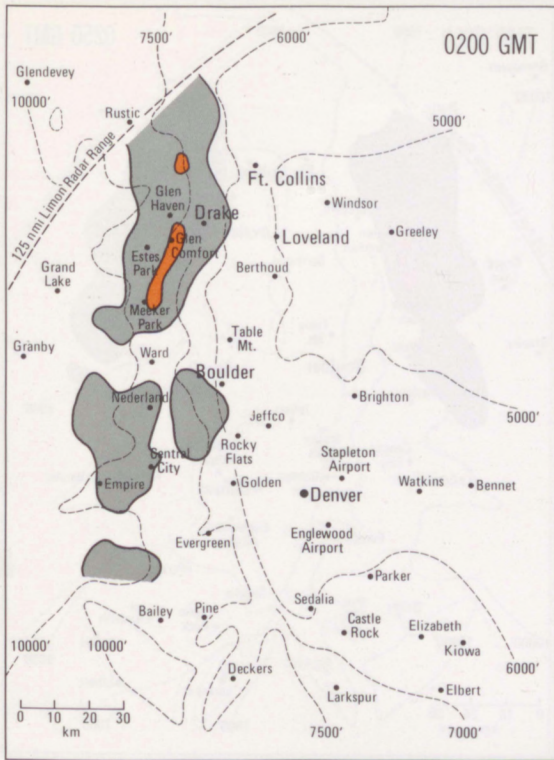 0200 GMT
7500'
6000'
Glendevey
10000'
Rustic
5000'
125 nmi Limon Radar Range
Ft. Collins
Glen
Haven
Windsor
Drake
Greeley
Glen
Comfort
Loveland
Estes
Park
Grand
Lake
Berthoud
Meeker
Park
Granby
Ward
Table
Mt.
Boulder
Nederland
Brighton
5000'
Jeffco
Rocky
Flats
Central
City
Stapleton
Airport
Empire
Golden
Denver
Watkins
Bennet
Evergreen
Englewood
Airport
Parker
Bailey
Pine
Sedalia
Castle
Rock
Elizabeth
Kiowa
10000'
10000'
6000'
Deckers
Larkspur
Elbert
0 10 20 30
km
7500'
7000'